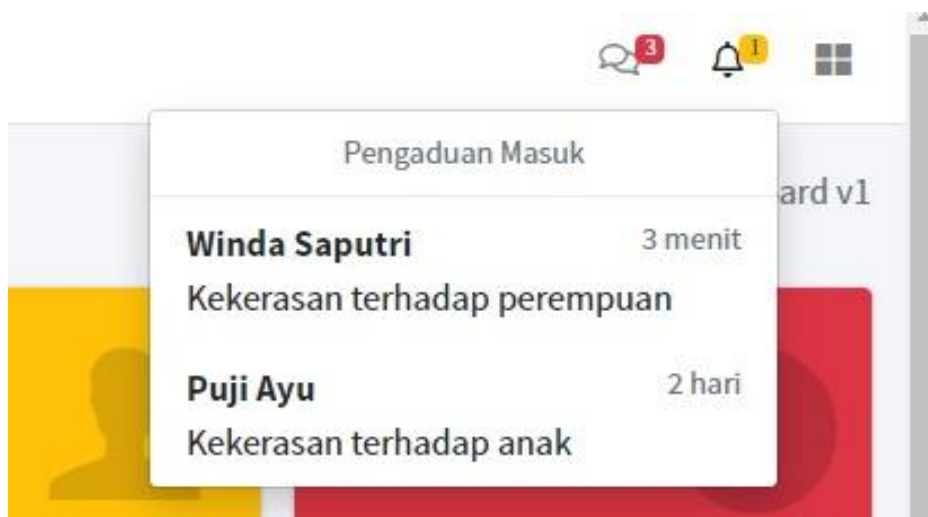 3 1
Pengaduan Masuk
ard v1
Winda Saputri 3 menit
Kekerasan terhadap perempuan
Puji Ayu 2 hari
Kekerasan terhadap anak